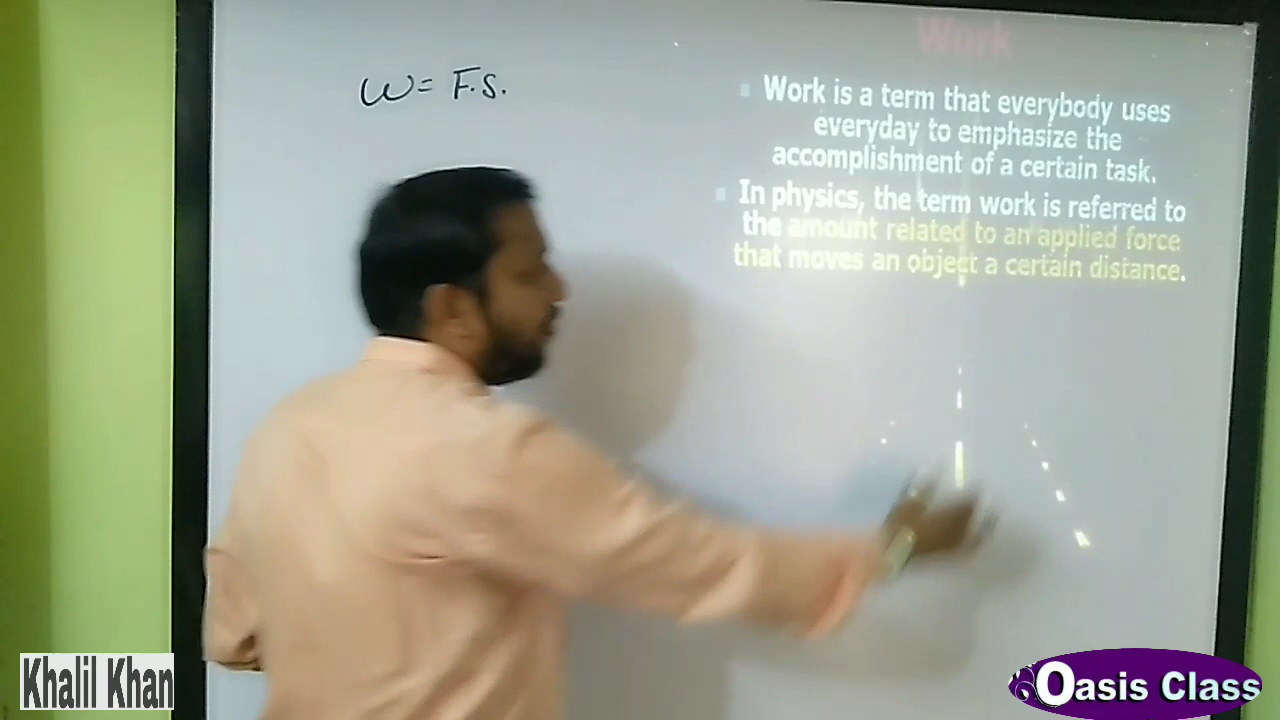 Work
W = F.S.
Work is a term that everybody uses
everyday to emphasize the
accomplishment of a certain task.
In physics, the term work is referred to
the amount related to an applied force
that moves an object a certain distance.
Khalil Khan
Oasis Class